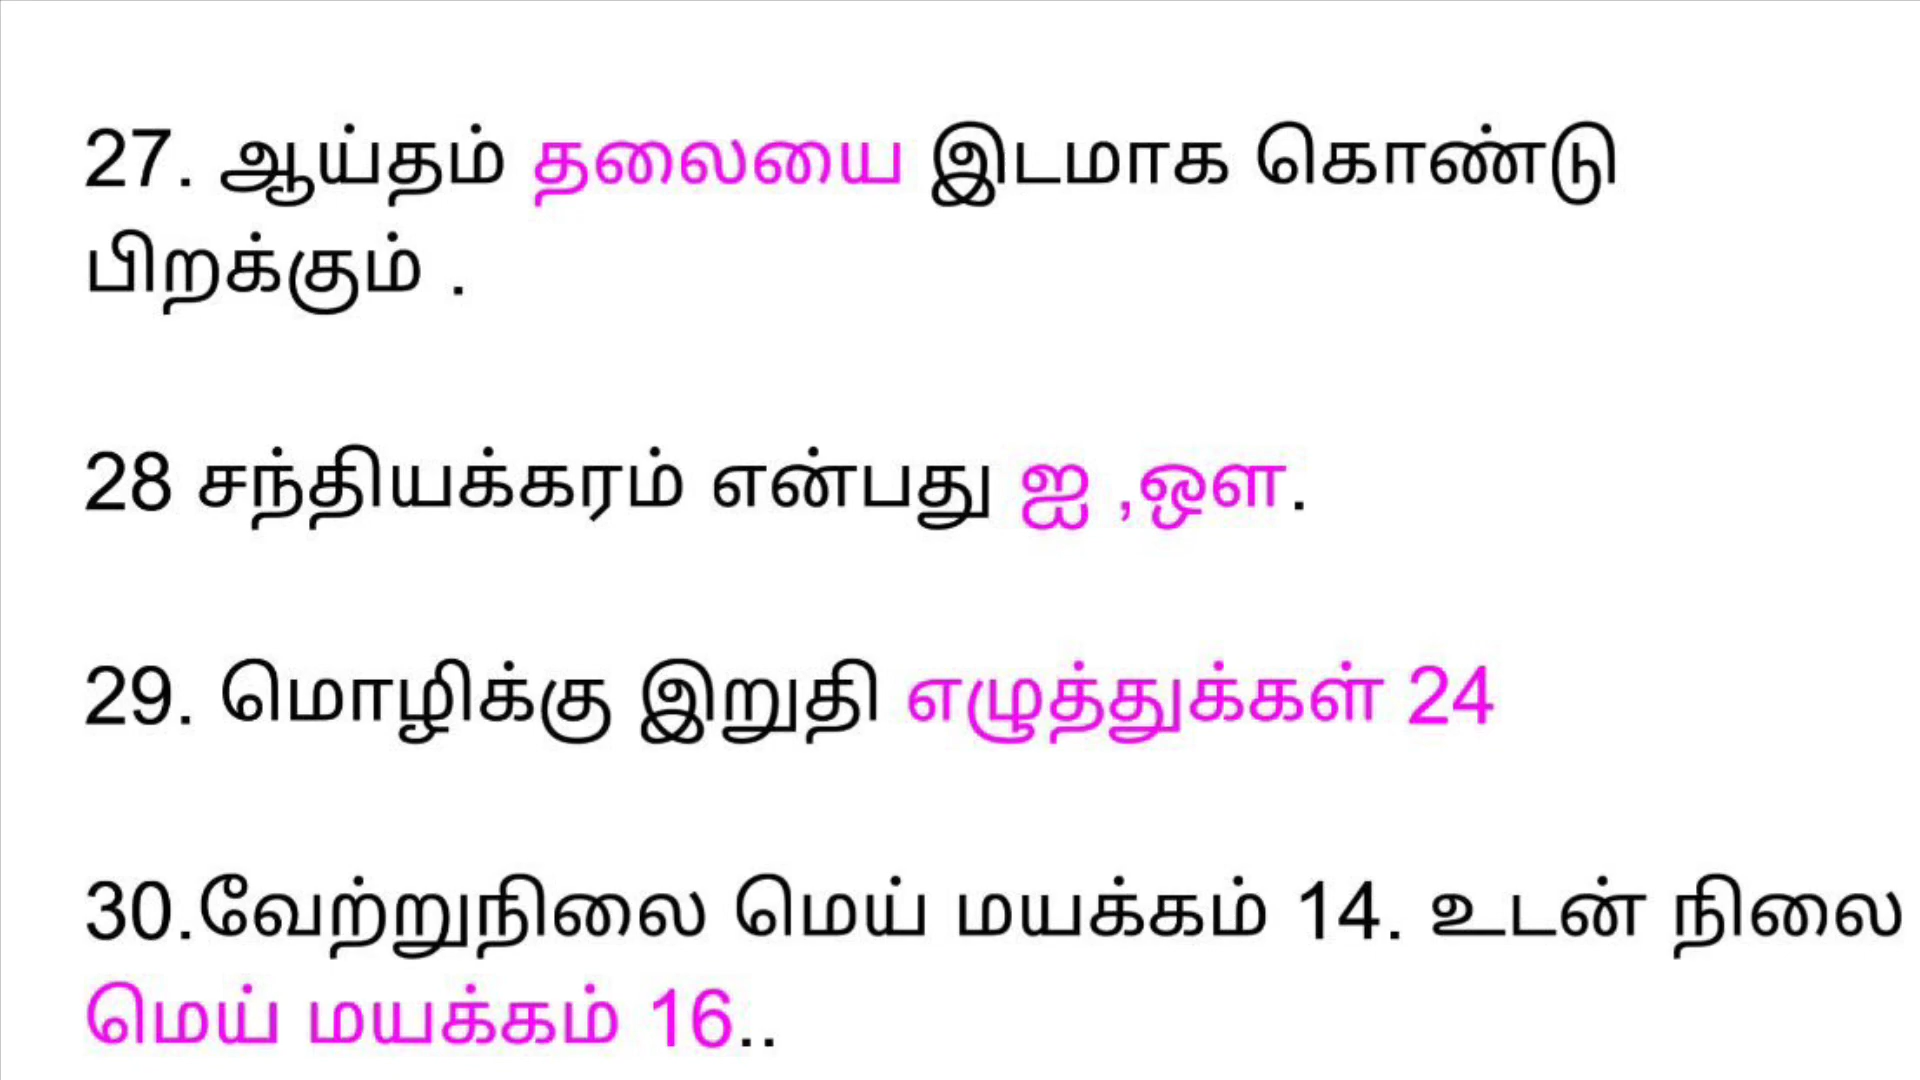 27. ஆய்தம் தலையை இடமாக கொண்டு
பிறக்கும் .
28 சந்தியக்கரம் என்பது ஐ ,ஔ.
29. மொழிக்கு இறுதி எழுத்துக்கள் 24
30.வேற்றுநிலை மெய் மயக்கம் 14. உடன் நிலை
மெய் மயக்கம் 16..